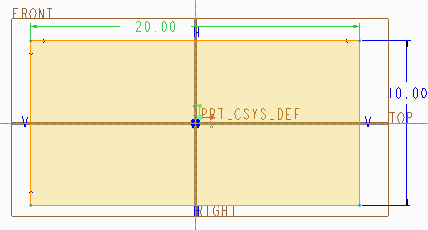 FRONT
20.00
H
10.00
PRT_CSYS_DEF
V
V
TOP
H
RIGHT